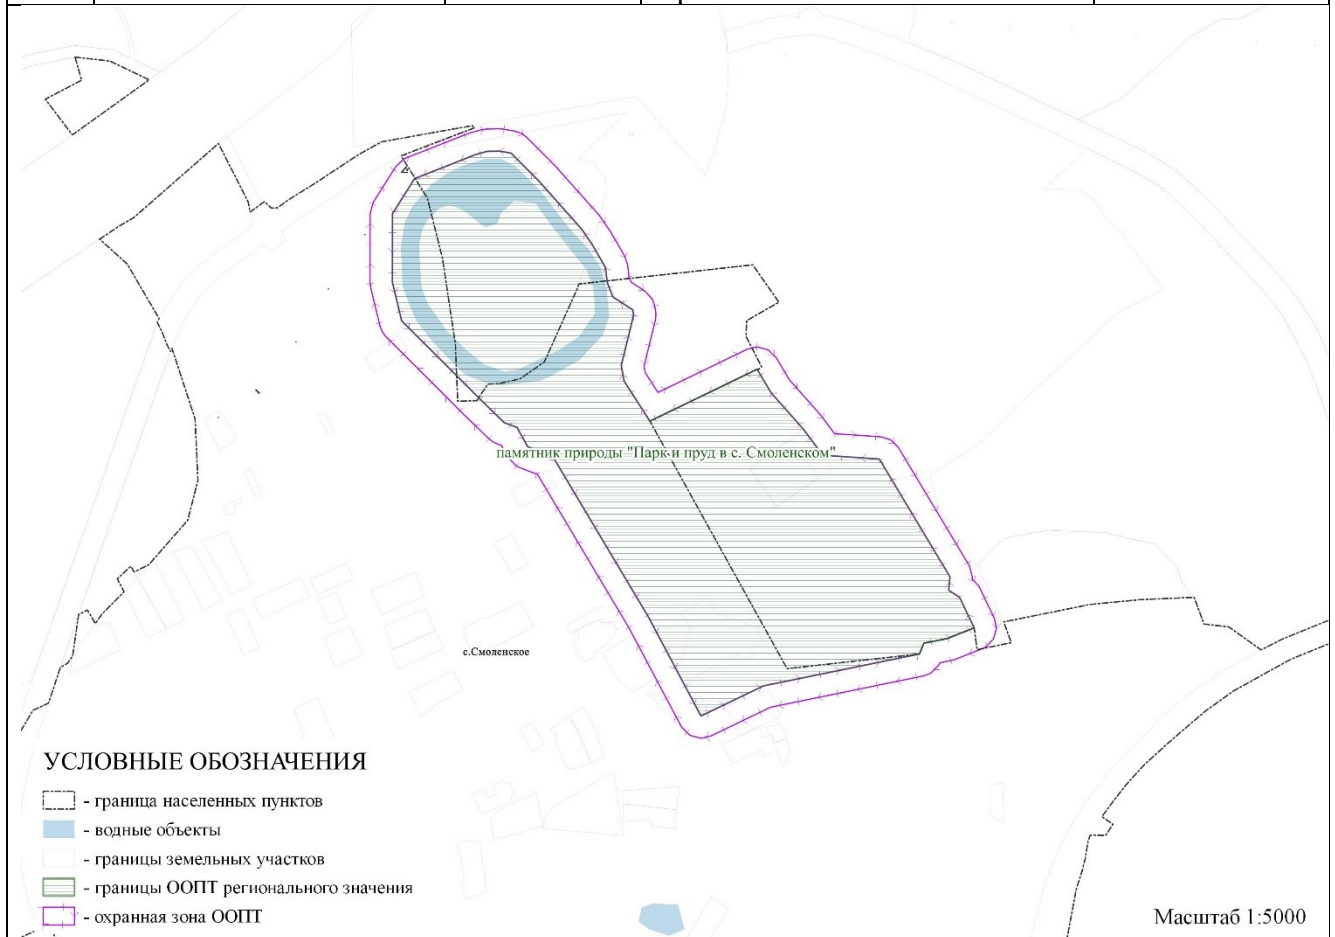 памятник природы "Парк и пруд в с. Смоленском"
с.Смоленское
УСЛОВНЫЕ ОБОЗНАЧЕНИЯ
- граница населенных пунктов
- водные объекты
- границы земельных участков
- границы ООПТ регионального значения
- охранная зона ООПТ
Масштаб 1:5000